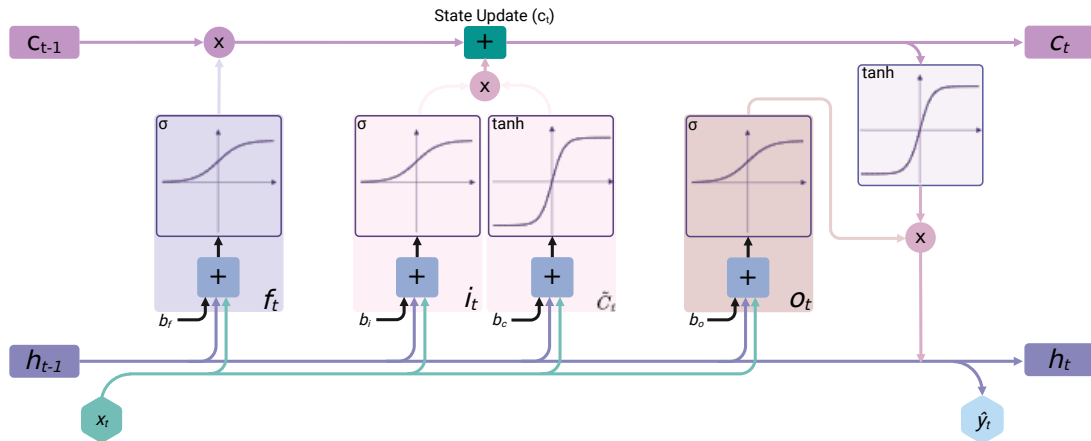 State Update (cₜ)
Cₜ₋₁
x
+
cₜ
tanh
x
σ
σ
tanh
σ
x
+
+
+
+
fₜ
iₜ
C̃ₜ
oₜ
b_f
b_i
b_c
b_o
hₜ₋₁
hₜ
xₜ
ŷₜ